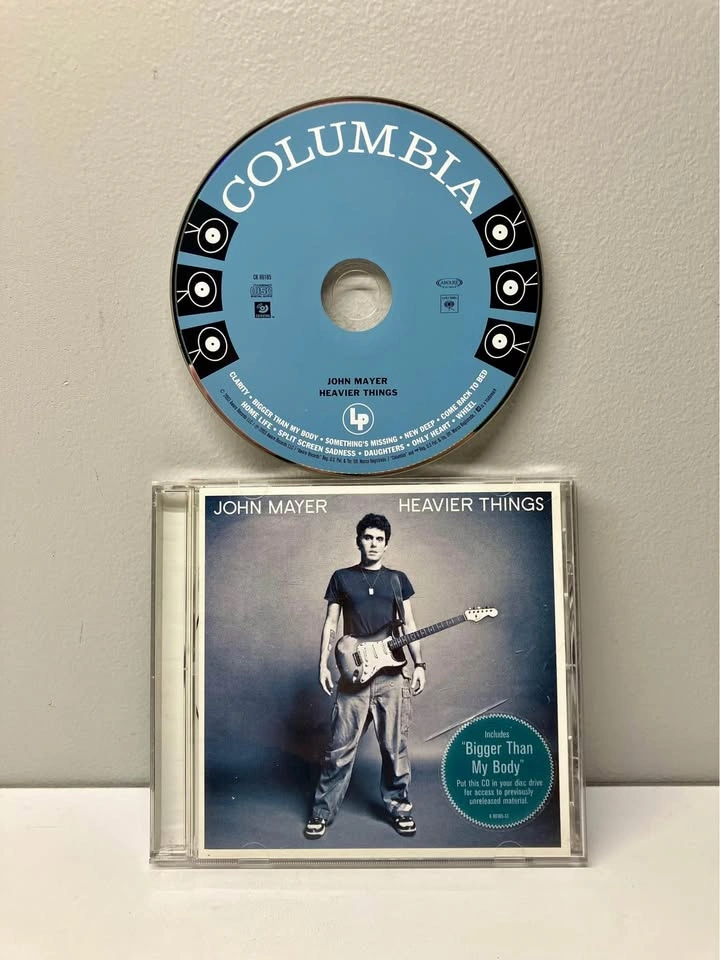 COLUMBIA
CK 86185
JOHN MAYER
HEAVIER THINGS
LP
CLARITY • BIGGER THAN MY BODY • SOMETHING'S MISSING • NEW DEEP • COME BACK TO BED
HOME LIFE • SPLIT SCREEN SADNESS • DAUGHTERS • ONLY HEART • WHEEL
JOHN MAYER HEAVIER THINGS
Includes
"Bigger Than
My Body"
Put this CD in your disc drive
for access to previously
unreleased material.